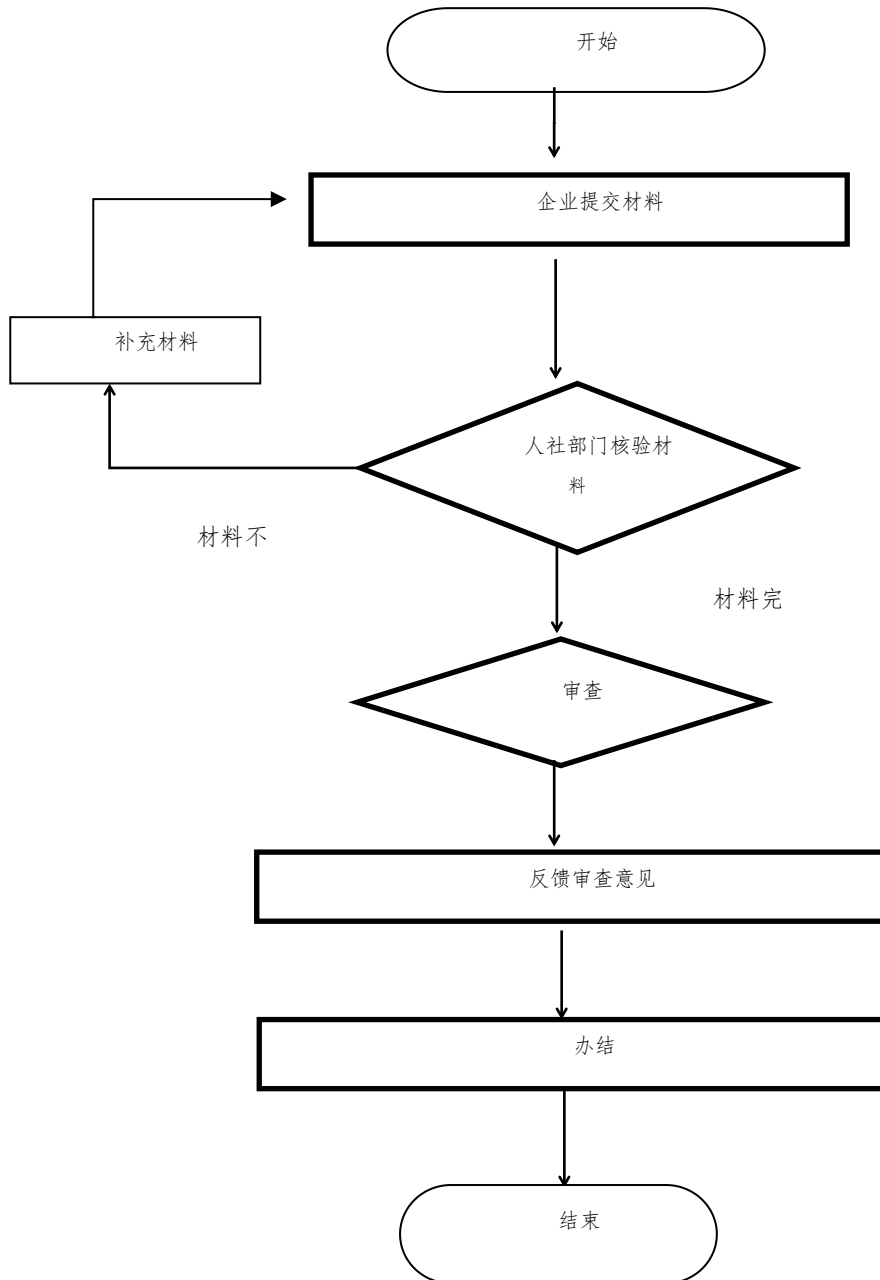 开始
企业提交材料
补充材料
人社部门核验材
料
材料不
材料完
审查
反馈审查意见
办结
结束